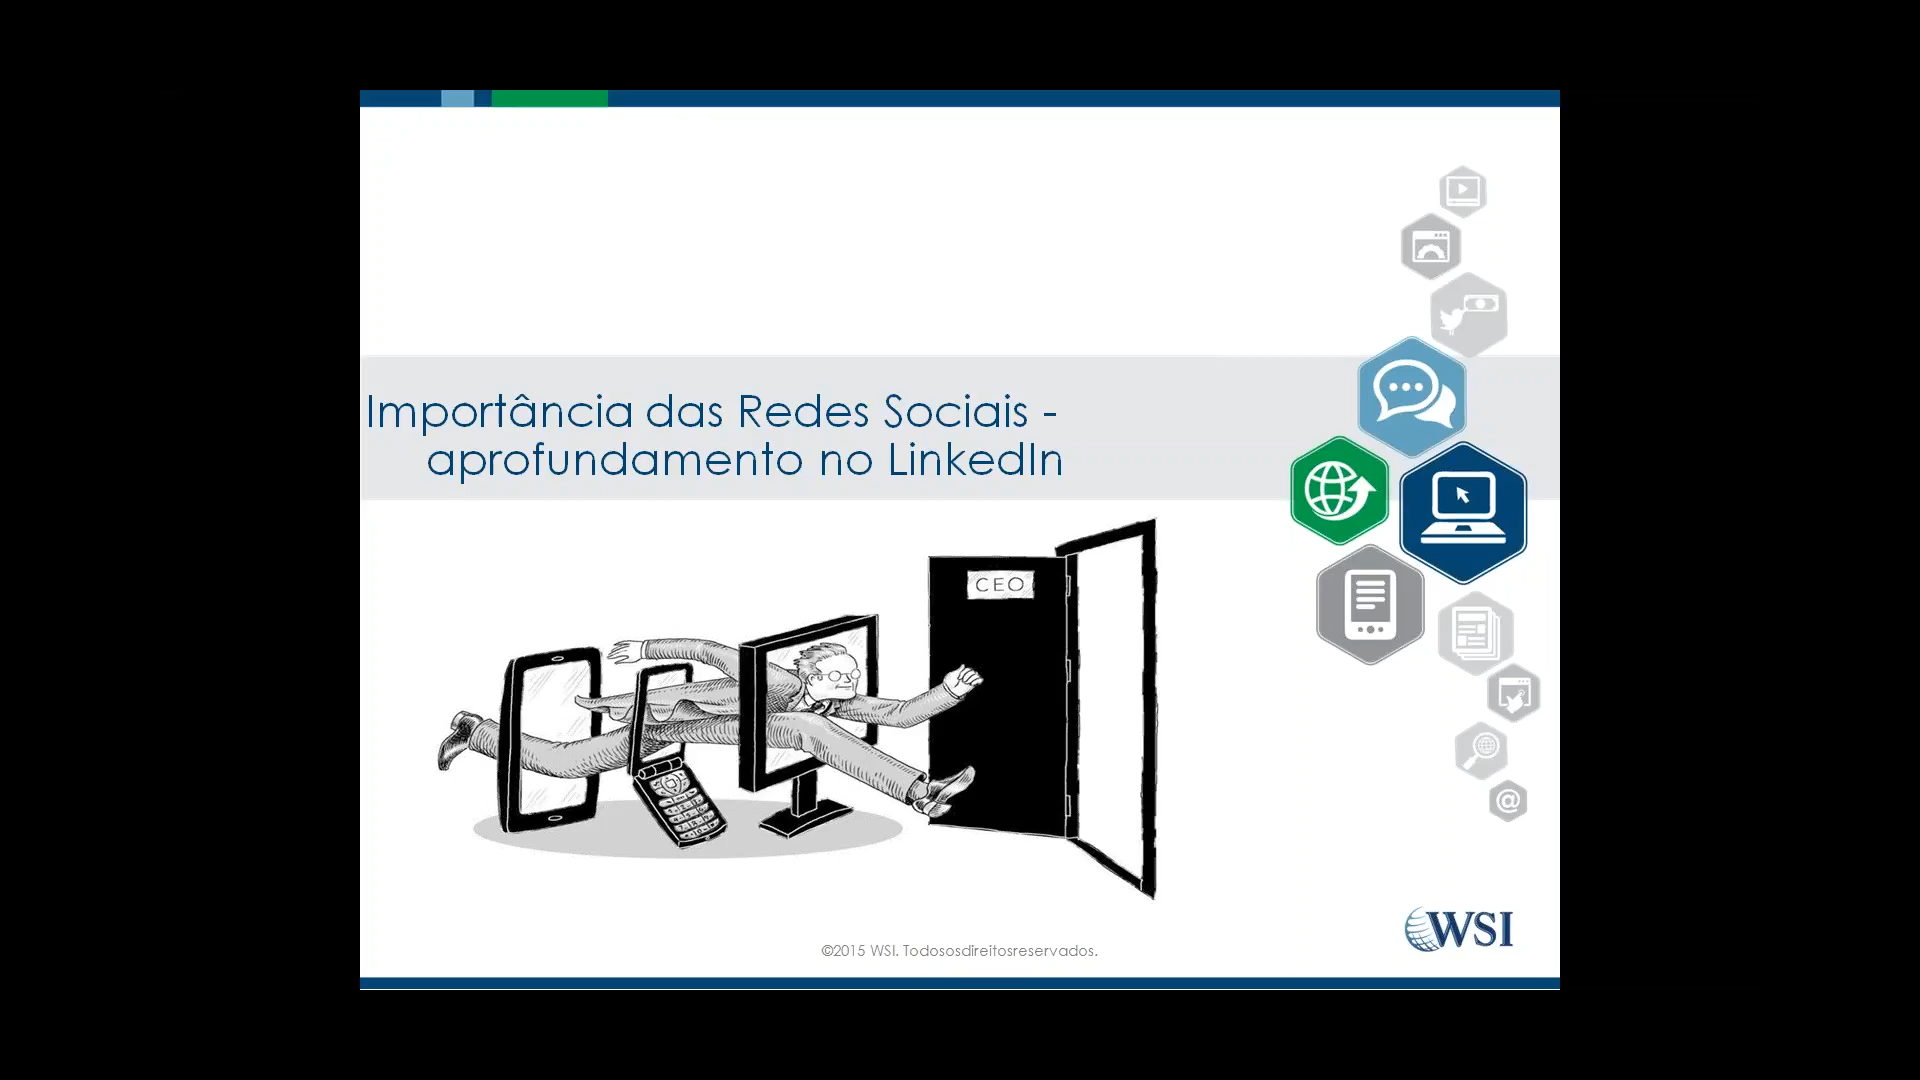 Importância das Redes Sociais -
aprofundamento no LinkedIn
CEO
@
WSI
©2015 WSI. Todososdireitosreservados.